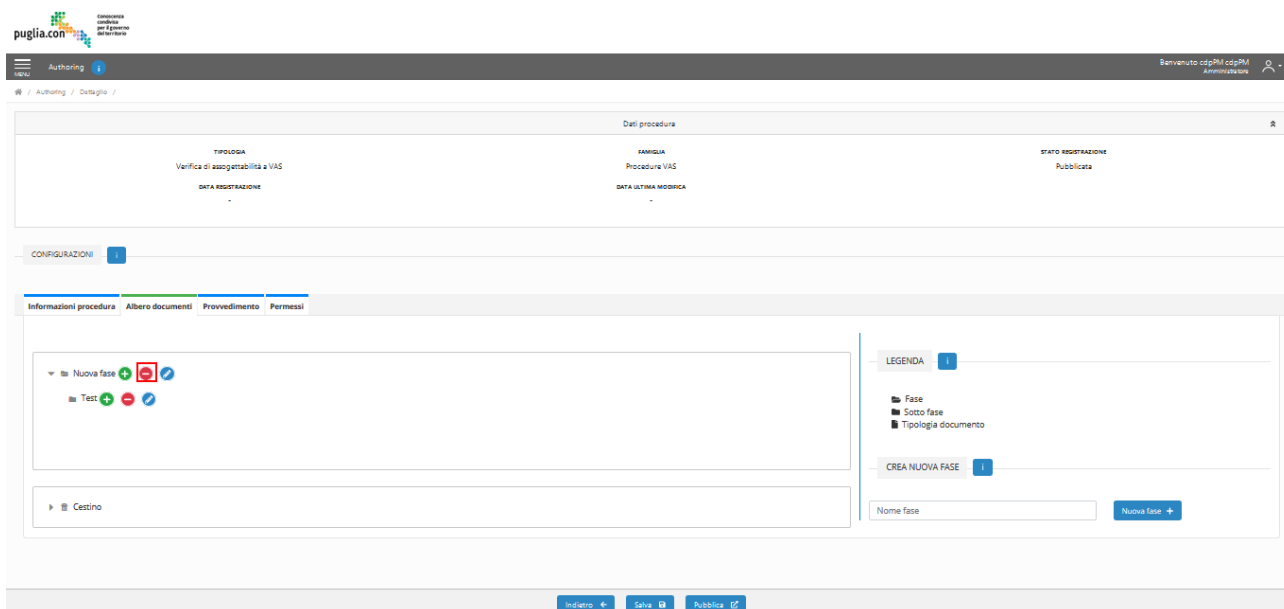 puglia.con
Conoscenza
condivisa
per il governo
del territorio
MENU
Authoring i
Benvenuto cdpPM cdpPM
Amministratore
/ Authoring / Dettaglio /
Dati procedura
TIPOLOGIA
Verifica di assogettabilità a VAS
FAMIGLIA
Procedure VAS
STATO REGISTRAZIONE
Pubblicata
DATA REGISTRAZIONE
-
DATA ULTIMA MODIFICA
-
CONFIGURAZIONI i
Informazioni procedura Albero documenti Provvedimento Permessi
Nuova fase
Test
Cestino
LEGENDA i
Fase
Sotto fase
Tipologia documento
CREA NUOVA FASE i
Nome fase
Nuova fase +
Indietro Salva Pubblica